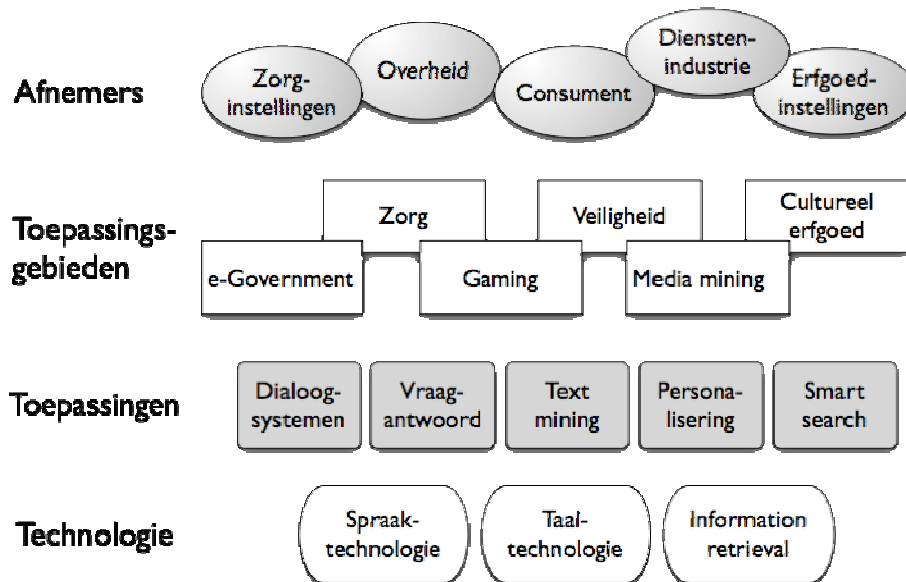 Afnemers
Zorg-
instellingen
Overheid
Consument
Diensten-
industrie
Erfgoed-
instellingen
Toepassings-
gebieden
Zorg
Veiligheid
Cultureel
erfgoed
e-Government
Gaming
Media mining
Toepassingen
Dialoog-
systemen
Vraag-
antwoord
Text
mining
Persona-
lisering
Smart
search
Technologie
Spraak-
technologie
Taal-
technologie
Information
retrieval